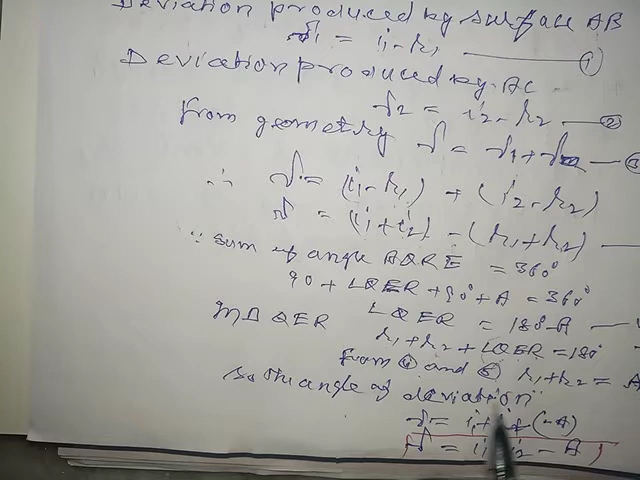 Deviation produced by surface AB
δ1 = i1 - r1 ——— ①
Deviation produced by AC
δ2 = i2 - r2 — ②
from geometry δ = δ1 + δ2 — ③
∴ δ = (i1 - r1) + (i2 - r2)
δ = (i1 + i2) - (r1 + r2) —
∵ sum of angle AQRE = 360°
90 + ∠QER + 90° + A = 360°
∠QER = 180 - A —
In Δ QER
r1 + r2 + ∠QER = 180°
from ④ and ⑤ r1 + r2 = A
So the angle of deviation
δ = i1 + i2 + (-A)
δ = i1 + i2 - A